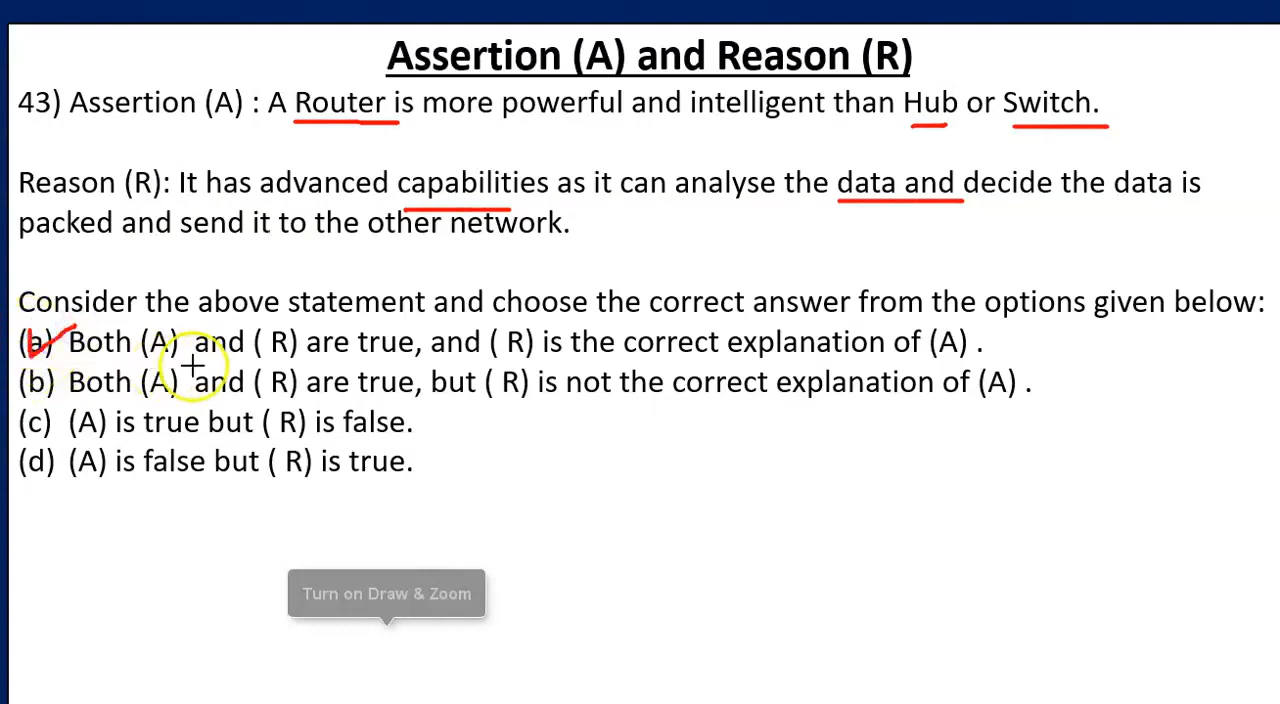 Assertion (A) and Reason (R)
43) Assertion (A) : A Router is more powerful and intelligent than Hub or Switch.
Reason (R): It has advanced capabilities as it can analyse the data and decide the data is
packed and send it to the other network.
Consider the above statement and choose the correct answer from the options given below:
(a) Both (A) and ( R) are true, and ( R) is the correct explanation of (A) .
(b) Both (A) and ( R) are true, but ( R) is not the correct explanation of (A) .
(c) (A) is true but ( R) is false.
(d) (A) is false but ( R) is true.
Turn on Draw & Zoom